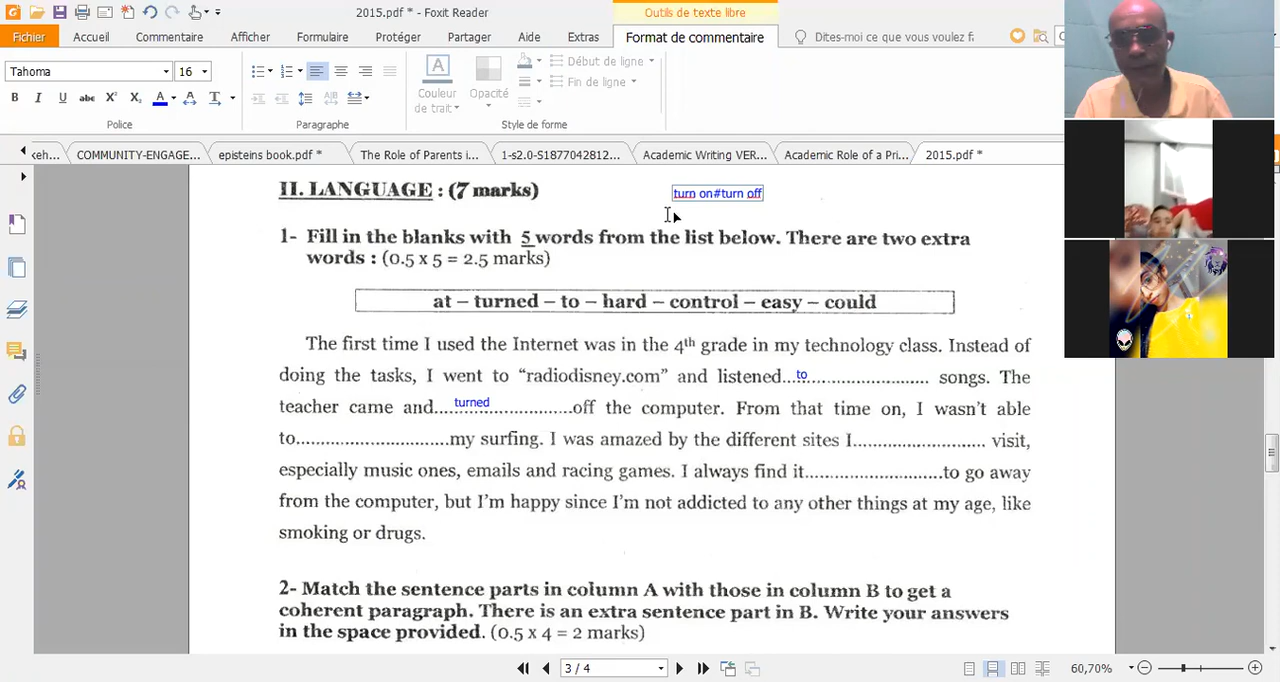 2015.pdf * - Foxit Reader
Outils de texte libre
Fichier Accueil Commentaire Afficher Formulaire Protéger Partager Aide Extras Format de commentaire Dites-moi ce que vous voulez f.
Tahoma 16
Couleur de trait Opacité
Début de ligne
Fin de ligne
Police Paragraphe Style de forme
keh... COMMUNITY-ENGAGE... episteins book.pdf * The Role of Parents i... 1-s2.0-S1877042812... Academic Writing VER... Academic Role of a Pri... 2015.pdf *
II. LANGUAGE : (7 marks) turn on#turn off
1- Fill in the blanks with 5 words from the list below. There are two extra
words : (0.5 x 5 = 2.5 marks)
at – turned – to – hard – control – easy – could
The first time I used the Internet was in the 4th grade in my technology class. Instead of
doing the tasks, I went to “radiodisney.com” and listened...to........................ songs. The
teacher came and....turned...............off the computer. From that time on, I wasn’t able
to............................my surfing. I was amazed by the different sites I........................ visit,
especially music ones, emails and racing games. I always find it.........................to go away
from the computer, but I’m happy since I’m not addicted to any other things at my age, like
smoking or drugs.
2- Match the sentence parts in column A with those in column B to get a
coherent paragraph. There is an extra sentence part in B. Write your answers
in the space provided. (0.5 x 4 = 2 marks)
3 / 4 60,70%